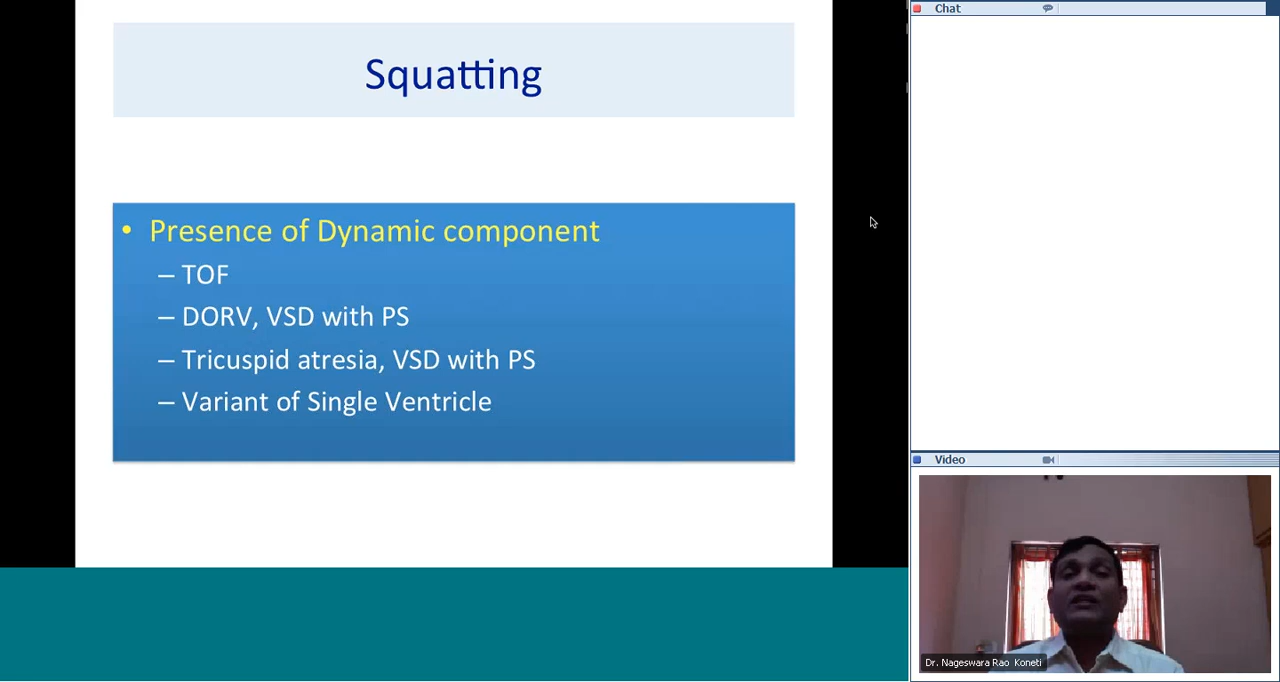 Squatting
• Presence of Dynamic component
– TOF
– DORV, VSD with PS
– Tricuspid atresia, VSD with PS
– Variant of Single Ventricle
Chat
Video
Dr. Nageswara Rao Koneti